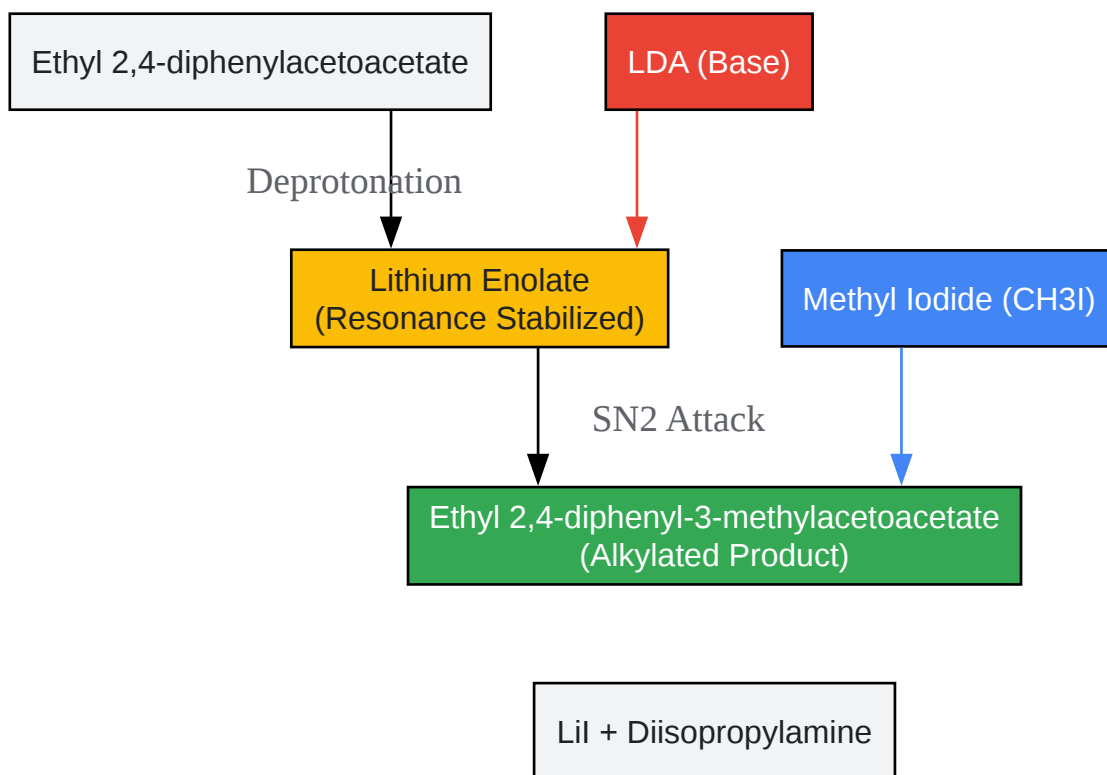 Ethyl 2,4-diphenylacetoacetate
LDA (Base)
Deprotonation
Lithium Enolate
(Resonance Stabilized)
Methyl Iodide (CH3I)
SN2 Attack
Ethyl 2,4-diphenyl-3-methylacetoacetate
(Alkylated Product)
LiI + Diisopropylamine